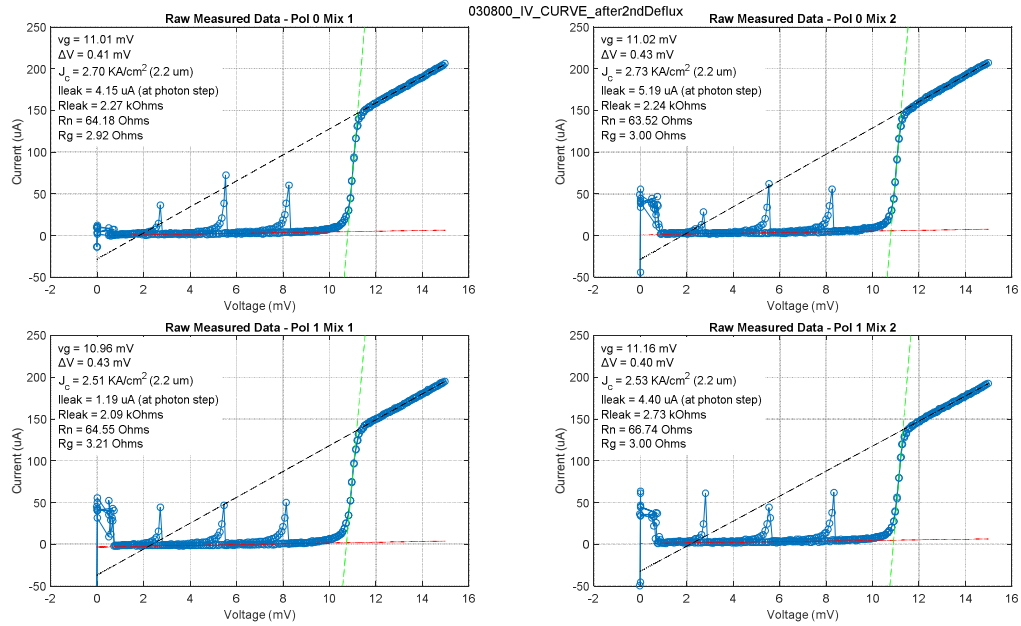 030800_IV_CURVE_after2ndDeflux
Raw Measured Data - Pol 0 Mix 1
vg = 11.01 mV
ΔV = 0.41 mV
Jc = 2.70 KA/cm2 (2.2 um)
Ileak = 4.15 uA (at photon step)
Rleak = 2.27 kOhms
Rn = 64.18 Ohms
Rg = 2.92 Ohms
250
200
150
100
50
0
-50
Current (uA)
-2 0 2 4 6 8 10 12 14 16
Voltage (mV)
Raw Measured Data - Pol 0 Mix 2
vg = 11.02 mV
ΔV = 0.43 mV
Jc = 2.73 KA/cm2 (2.2 um)
Ileak = 5.19 uA (at photon step)
Rleak = 2.24 kOhms
Rn = 63.52 Ohms
Rg = 3.00 Ohms
250
200
150
100
50
0
-50
Current (uA)
-2 0 2 4 6 8 10 12 14 16
Voltage (mV)
Raw Measured Data - Pol 1 Mix 1
vg = 10.96 mV
ΔV = 0.43 mV
Jc = 2.51 KA/cm2 (2.2 um)
Ileak = 1.19 uA (at photon step)
Rleak = 2.09 kOhms
Rn = 64.55 Ohms
Rg = 3.21 Ohms
250
200
150
100
50
0
-50
Current (uA)
-2 0 2 4 6 8 10 12 14 16
Voltage (mV)
Raw Measured Data - Pol 1 Mix 2
vg = 11.16 mV
ΔV = 0.40 mV
Jc = 2.53 KA/cm2 (2.2 um)
Ileak = 4.40 uA (at photon step)
Rleak = 2.73 kOhms
Rn = 66.74 Ohms
Rg = 3.00 Ohms
250
200
150
100
50
0
-50
Current (uA)
-2 0 2 4 6 8 10 12 14 16
Voltage (mV)